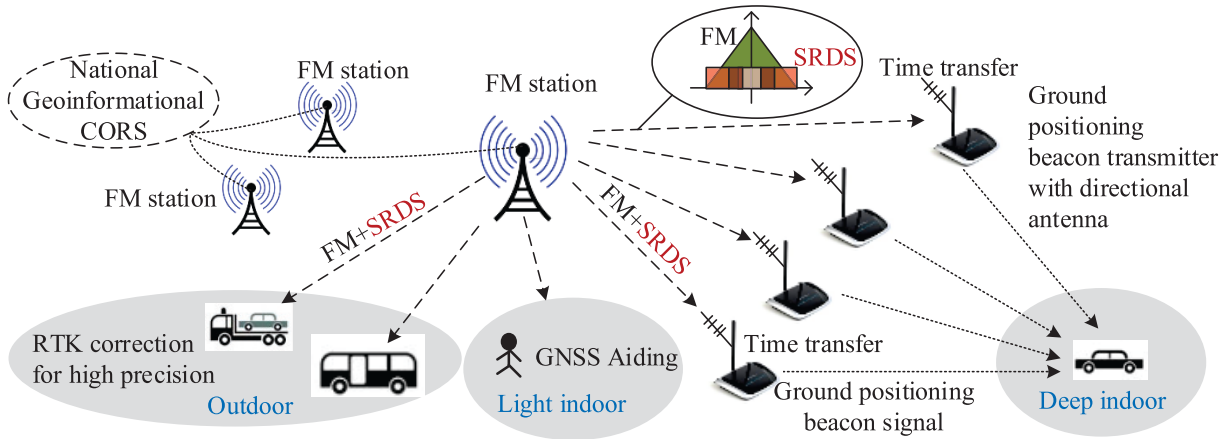 National
Geoinformational
CORS
FM station
FM station
FM station
FM
SRDS
Time transfer
Ground
positioning
beacon transmitter
with directional
antenna
FM+SRDS
FM+SRDS
RTK correction
for high precision
Outdoor
GNSS Aiding
Light indoor
Time transfer
Ground positioning
beacon signal
Deep indoor